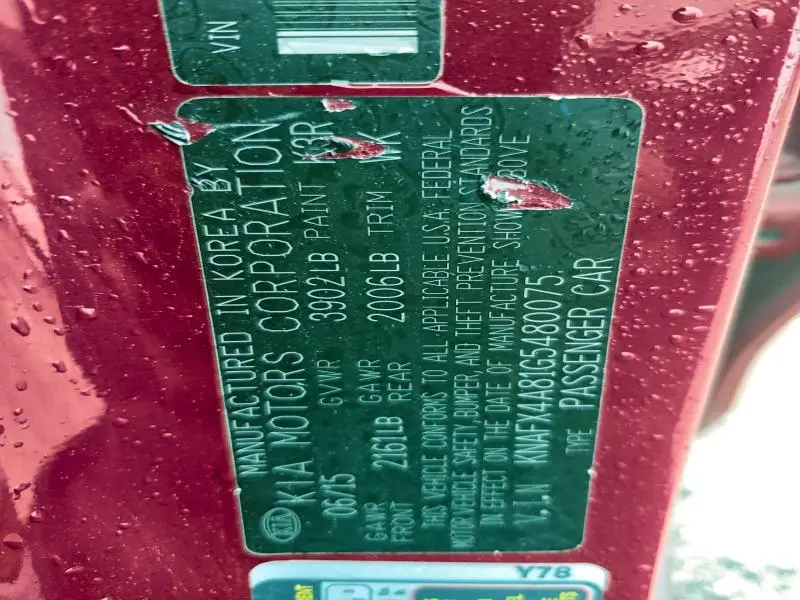 VIN
MANUFACTURED IN KOREA BY
KIA KIA MOTORS CORPORATION
06/15 GVWR 3902LB PAINT K3R
GAWR FRONT 2161LB GAWR REAR 2006LB TRIM WK
THIS VEHICLE CONFORMS TO ALL APPLICABLE U.S.A. FEDERAL
MOTOR VEHICLE SAFETY, BUMPER, AND THEFT PREVENTION STANDARDS
IN EFFECT ON THE DATE OF MANUFACTURE SHOWN ABOVE
V.I.N KNAFX4A81G5480075.
TYPE PASSENGER CAR
Y78